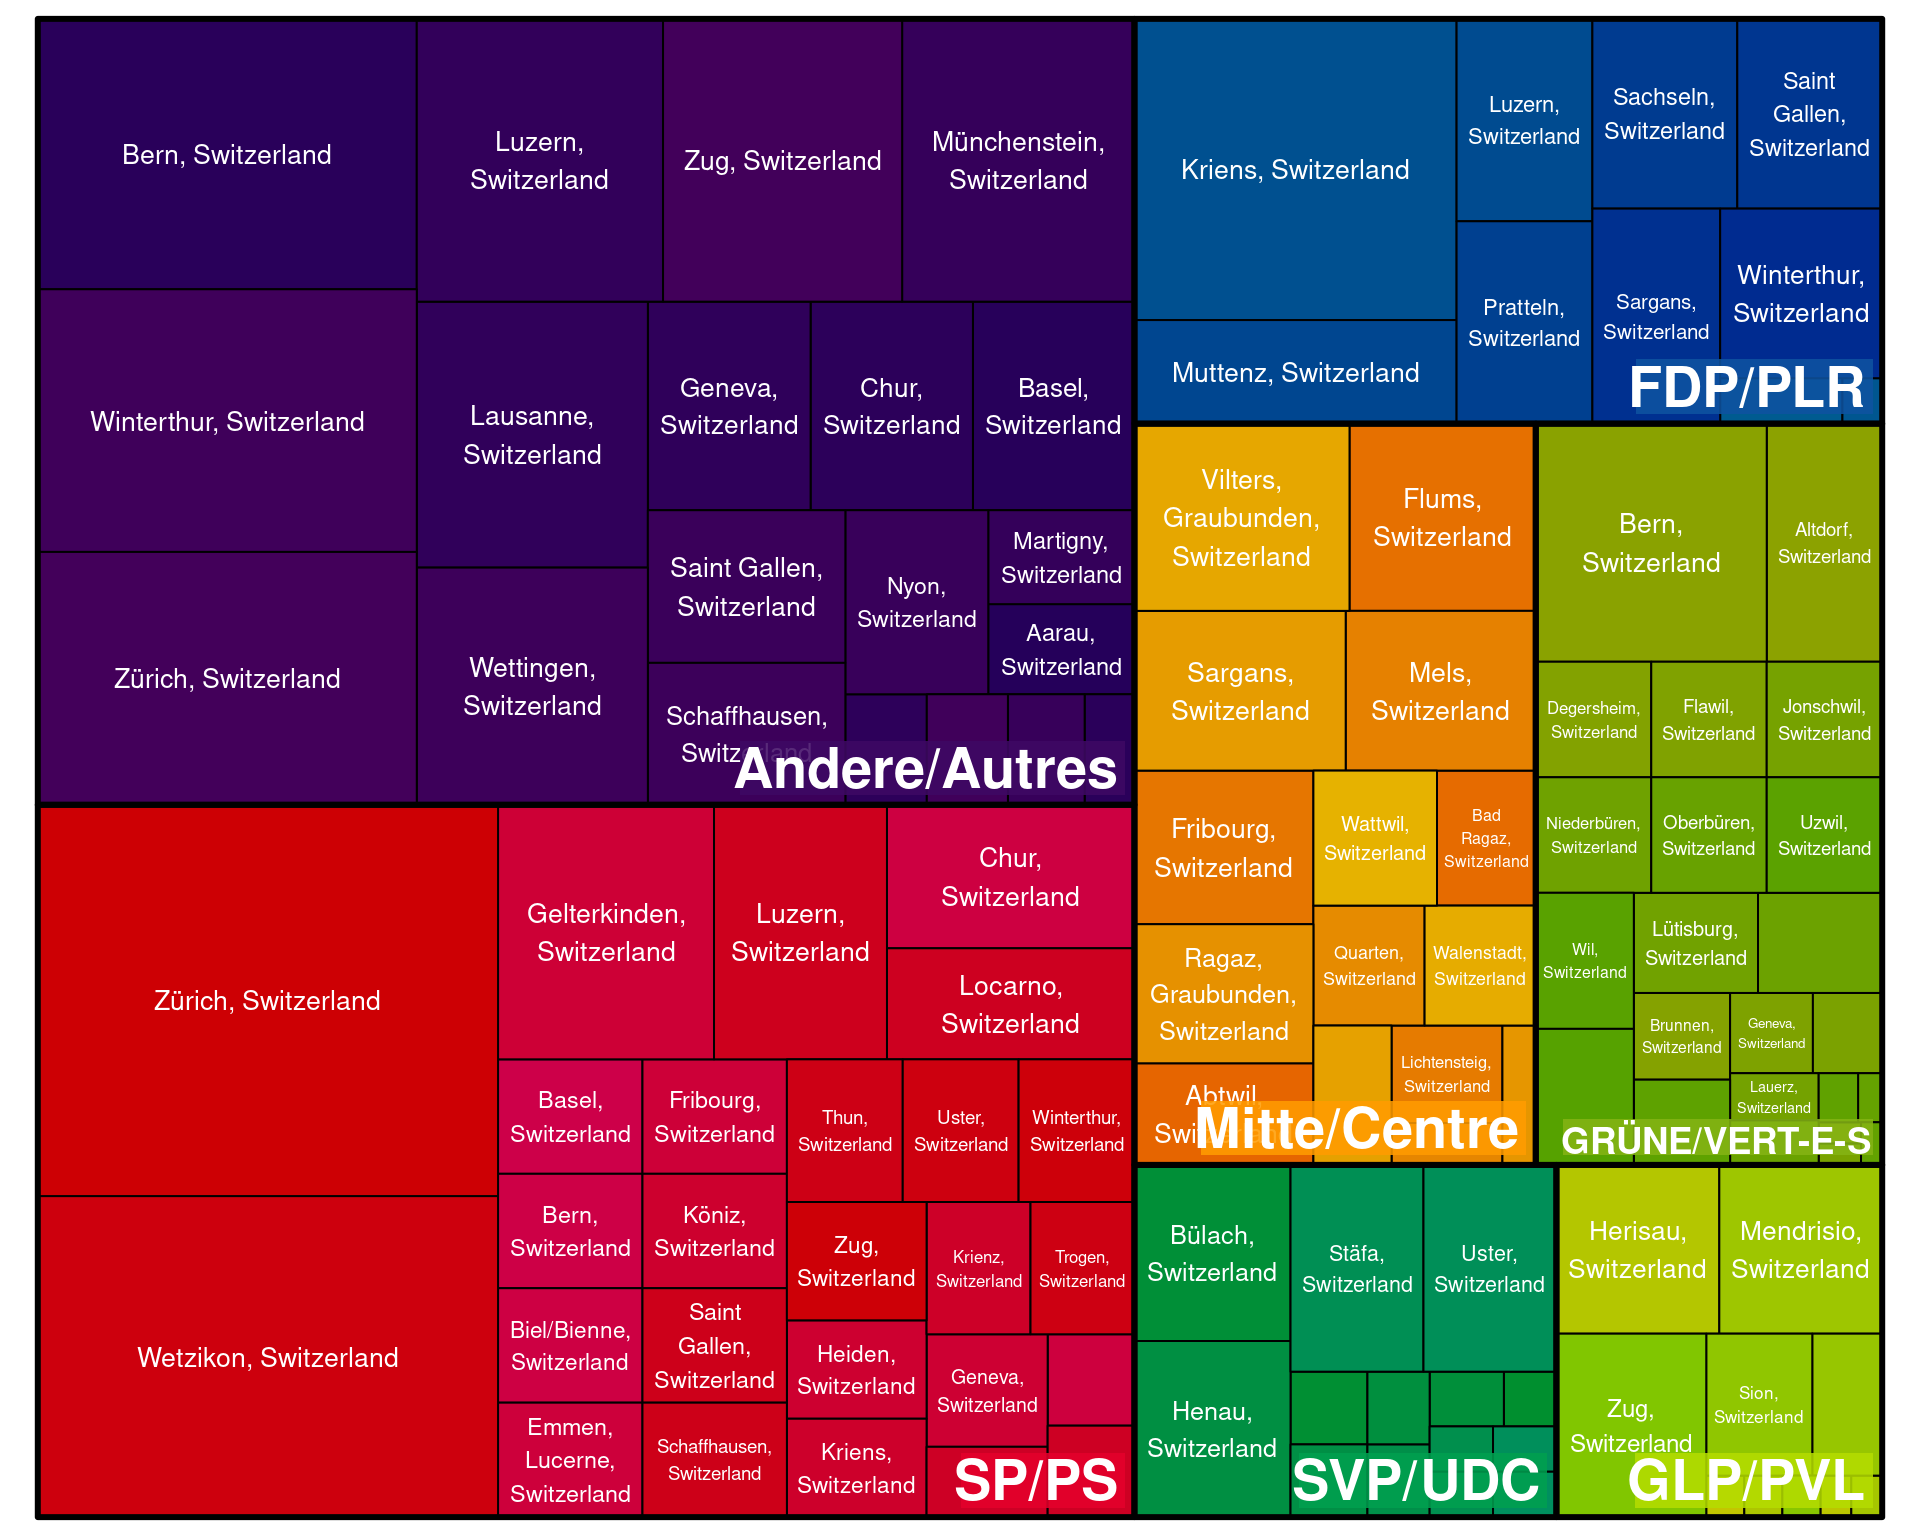 Bern, Switzerland
Luzern,
Switzerland
Zug, Switzerland
Münchenstein,
Switzerland
Winterthur, Switzerland
Zürich, Switzerland
Lausanne,
Switzerland
Wettingen,
Switzerland
Geneva,
Switzerland
Chur,
Switzerland
Basel,
Switzerland
Saint Gallen,
Switzerland
Nyon,
Switzerland
Martigny,
Switzerland
Aarau,
Switzerland
Schaffhausen,
Switzerland
Andere/Autres
Zürich, Switzerland
Wetzikon, Switzerland
Gelterkinden,
Switzerland
Luzern,
Switzerland
Chur,
Switzerland
Locarno,
Switzerland
Basel,
Switzerland
Fribourg,
Switzerland
Thun,
Switzerland
Uster,
Switzerland
Winterthur,
Switzerland
Bern,
Switzerland
Köniz,
Switzerland
Zug,
Switzerland
Krienz,
Switzerland
Trogen,
Switzerland
Biel/Bienne,
Switzerland
Saint
Gallen,
Switzerland
Heiden,
Switzerland
Geneva,
Switzerland
Emmen,
Lucerne,
Switzerland
Schaffhausen,
Switzerland
Kriens,
Switzerland
SP/PS
Kriens, Switzerland
Muttenz, Switzerland
Luzern,
Switzerland
Pratteln,
Switzerland
Sachseln,
Switzerland
Saint
Gallen,
Switzerland
Sargans,
Switzerland
Winterthur,
Switzerland
FDP/PLR
Vilters,
Graubunden,
Switzerland
Flums,
Switzerland
Sargans,
Switzerland
Mels,
Switzerland
Fribourg,
Switzerland
Wattwil,
Switzerland
Bad
Ragaz,
Switzerland
Ragaz,
Graubunden,
Switzerland
Quarten,
Switzerland
Walenstadt,
Switzerland
Lichtensteig,
Switzerland
Abtwil,
Mitte/Centre
Bern,
Switzerland
Altdorf,
Switzerland
Degersheim,
Switzerland
Flawil,
Switzerland
Jonschwil,
Switzerland
Niederbüren,
Switzerland
Oberbüren,
Switzerland
Uzwil,
Switzerland
Wil,
Switzerland
Lütisburg,
Switzerland
Brunnen,
Switzerland
Geneva,
Switzerland
Lauerz,
Switzerland
GRÜNE/VERT-E-S
Bülach,
Switzerland
Stäfa,
Switzerland
Uster,
Switzerland
Henau,
Switzerland
SVP/UDC
Herisau,
Switzerland
Mendrisio,
Switzerland
Zug,
Switzerland
Sion,
Switzerland
GLP/PVL